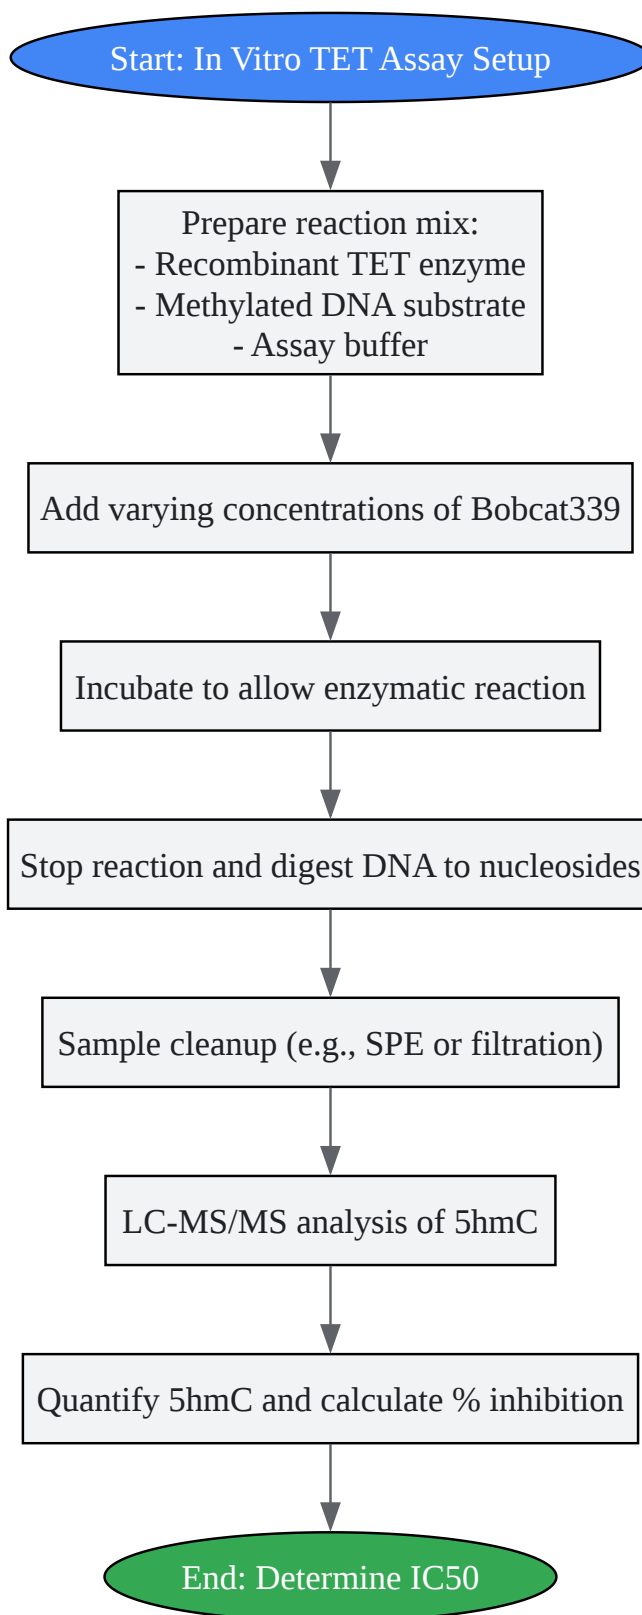 Start: In Vitro TET Assay Setup
Prepare reaction mix:
- Recombinant TET enzyme
- Methylated DNA substrate
- Assay buffer
Add varying concentrations of Bobcat339
Incubate to allow enzymatic reaction
Stop reaction and digest DNA to nucleosides
Sample cleanup (e.g., SPE or filtration)
LC-MS/MS analysis of 5hmC
Quantify 5hmC and calculate % inhibition
End: Determine IC50